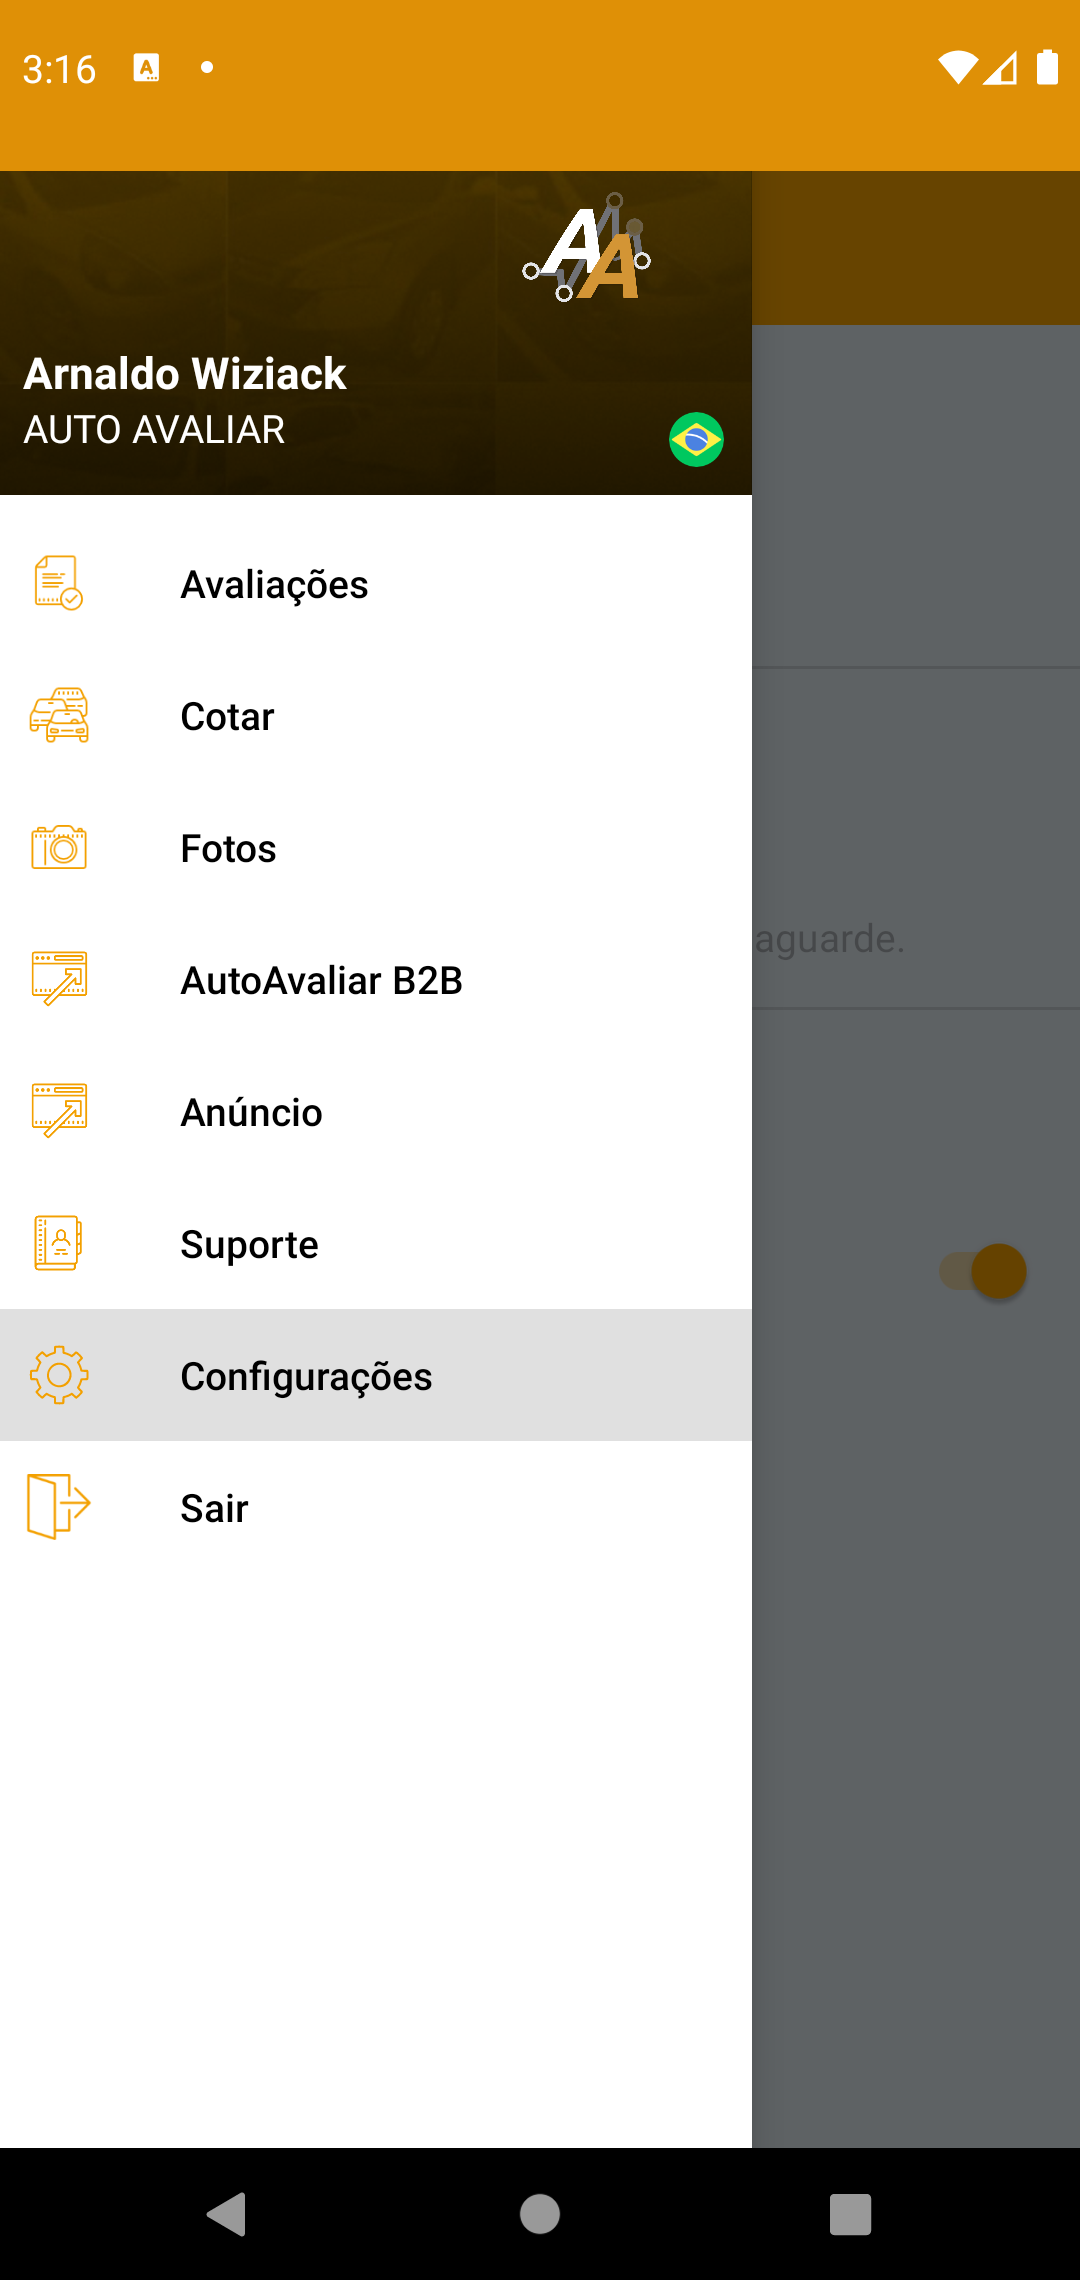 3:16
AA
Arnaldo Wiziack
AUTO AVALIAR
Avaliações
Cotar
Fotos
AutoAvaliar B2B
aguarde.
Anúncio
Suporte
Configurações
Sair